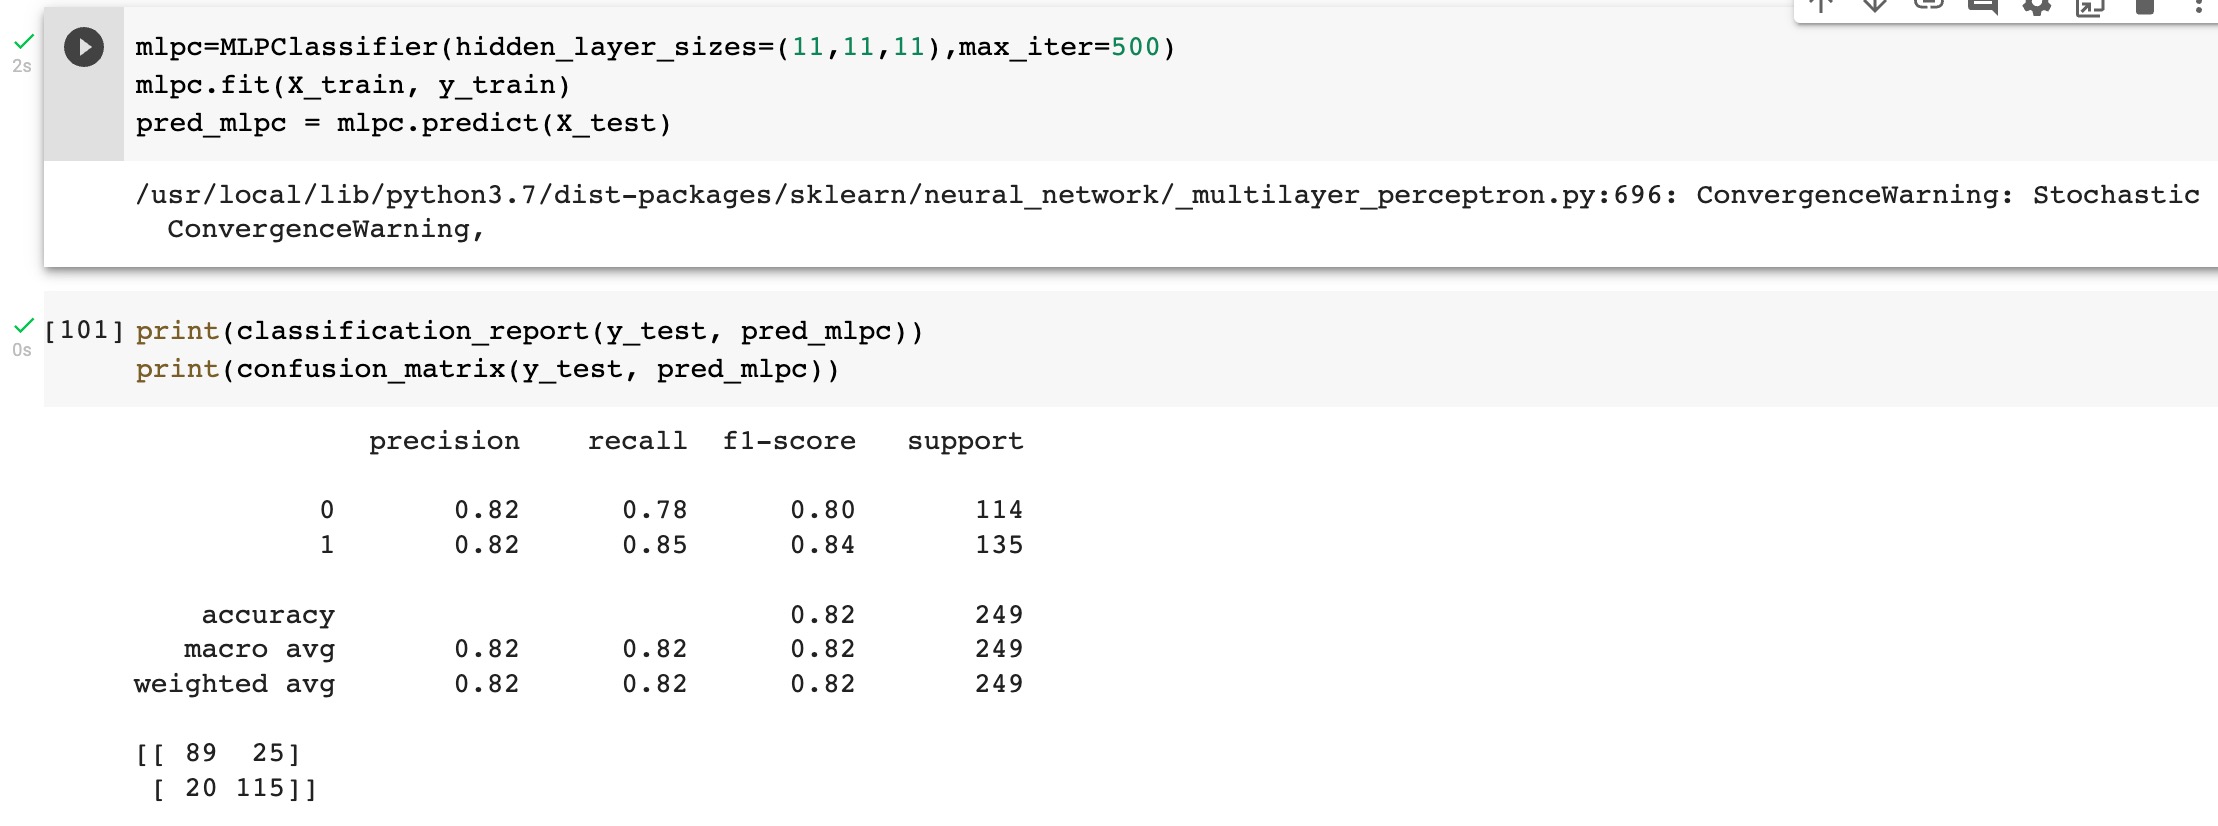 mlpc=MLPClassifier(hidden_layer_sizes=(11,11,11),max_iter=500)
2s
mlpc.fit(X_train, y_train)
pred_mlpc = mlpc.predict(X_test)
/usr/local/lib/python3.7/dist-packages/sklearn/neural_network/_multilayer_perceptron.py:696: ConvergenceWarning: Stochastic
ConvergenceWarning,
[101] print(classification_report(y_test, pred_mlpc))
0s
print(confusion_matrix(y_test, pred_mlpc))
precision recall f1-score support
0 0.82 0.78 0.80 114
1 0.82 0.85 0.84 135
accuracy 0.82 249
macro avg 0.82 0.82 0.82 249
weighted avg 0.82 0.82 0.82 249
[[ 89 25]
[ 20 115]]